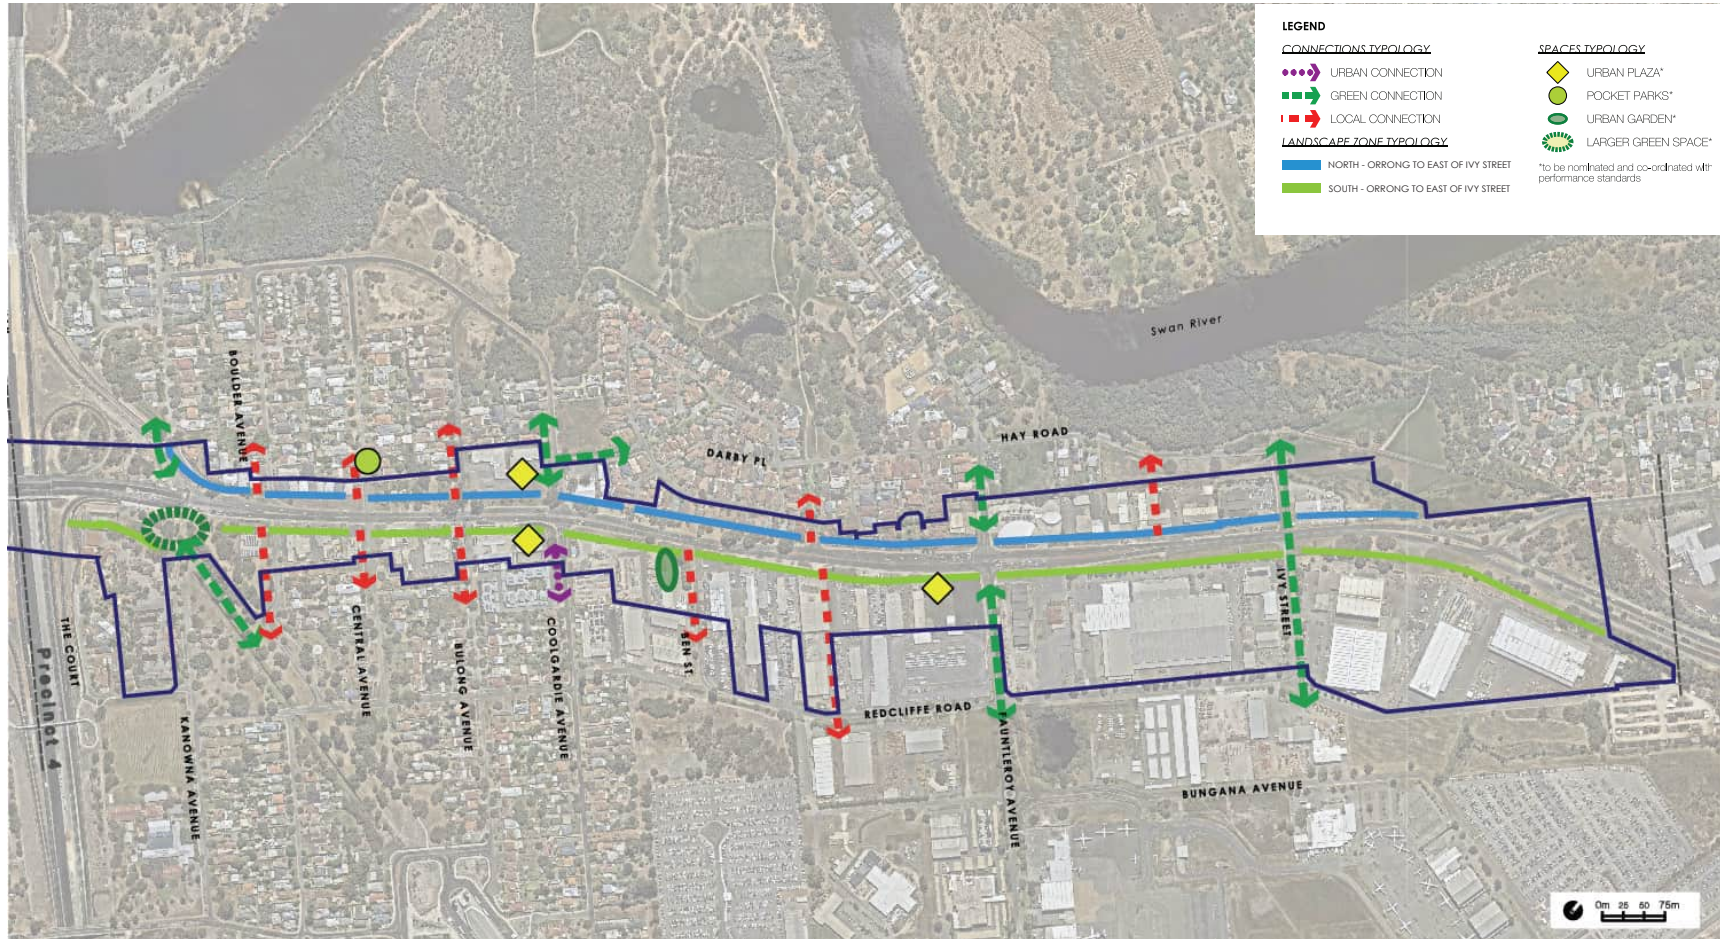 LEGEND
CONNECTIONS TYPOLOGY
URBAN CONNECTION
GREEN CONNECTION
LOCAL CONNECTION
LANDSCAPE ZONE TYPOLOGY
NORTH - ORRONG TO EAST OF IVY STREET
SOUTH - ORRONG TO EAST OF IVY STREET
SPACES TYPOLOGY
URBAN PLAZA*
POCKET PARKS*
URBAN GARDEN*
LARGER GREEN SPACE*
*to be nominated and co-ordinated with
performance standards
Swan River
BOULDER AVENUE
DARBY PL
HAY ROAD
THE COURT
Precinct 4
KANOWNA AVENUE
CENTRAL AVENUE
BULONG AVENUE
COOLGARDIE AVENUE
BEN ST
REDCLIFFE ROAD
FAUNTLEROY AVENUE
IVY STREET
BUNGANA AVENUE
0m 25 50 75m